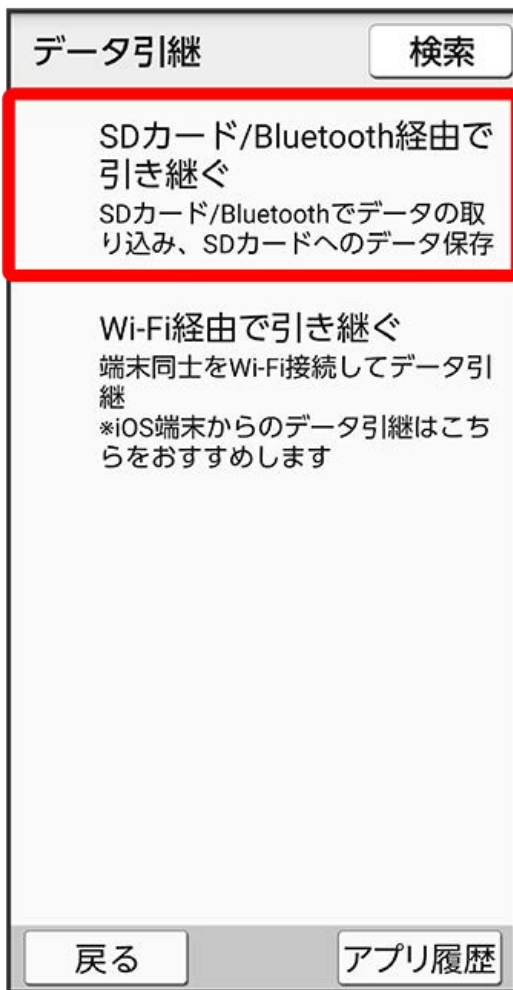 データ引継
検索
SDカード/Bluetooth経由で
引き継ぐ
SDカード/Bluetoothでデータの取
り込み、SDカードへのデータ保存
Wi-Fi経由で引き継ぐ
端末同士をWi-Fi接続してデータ引
継
※iOS端末からのデータ引継はこち
らをおすすめします
戻る
アプリ履歴